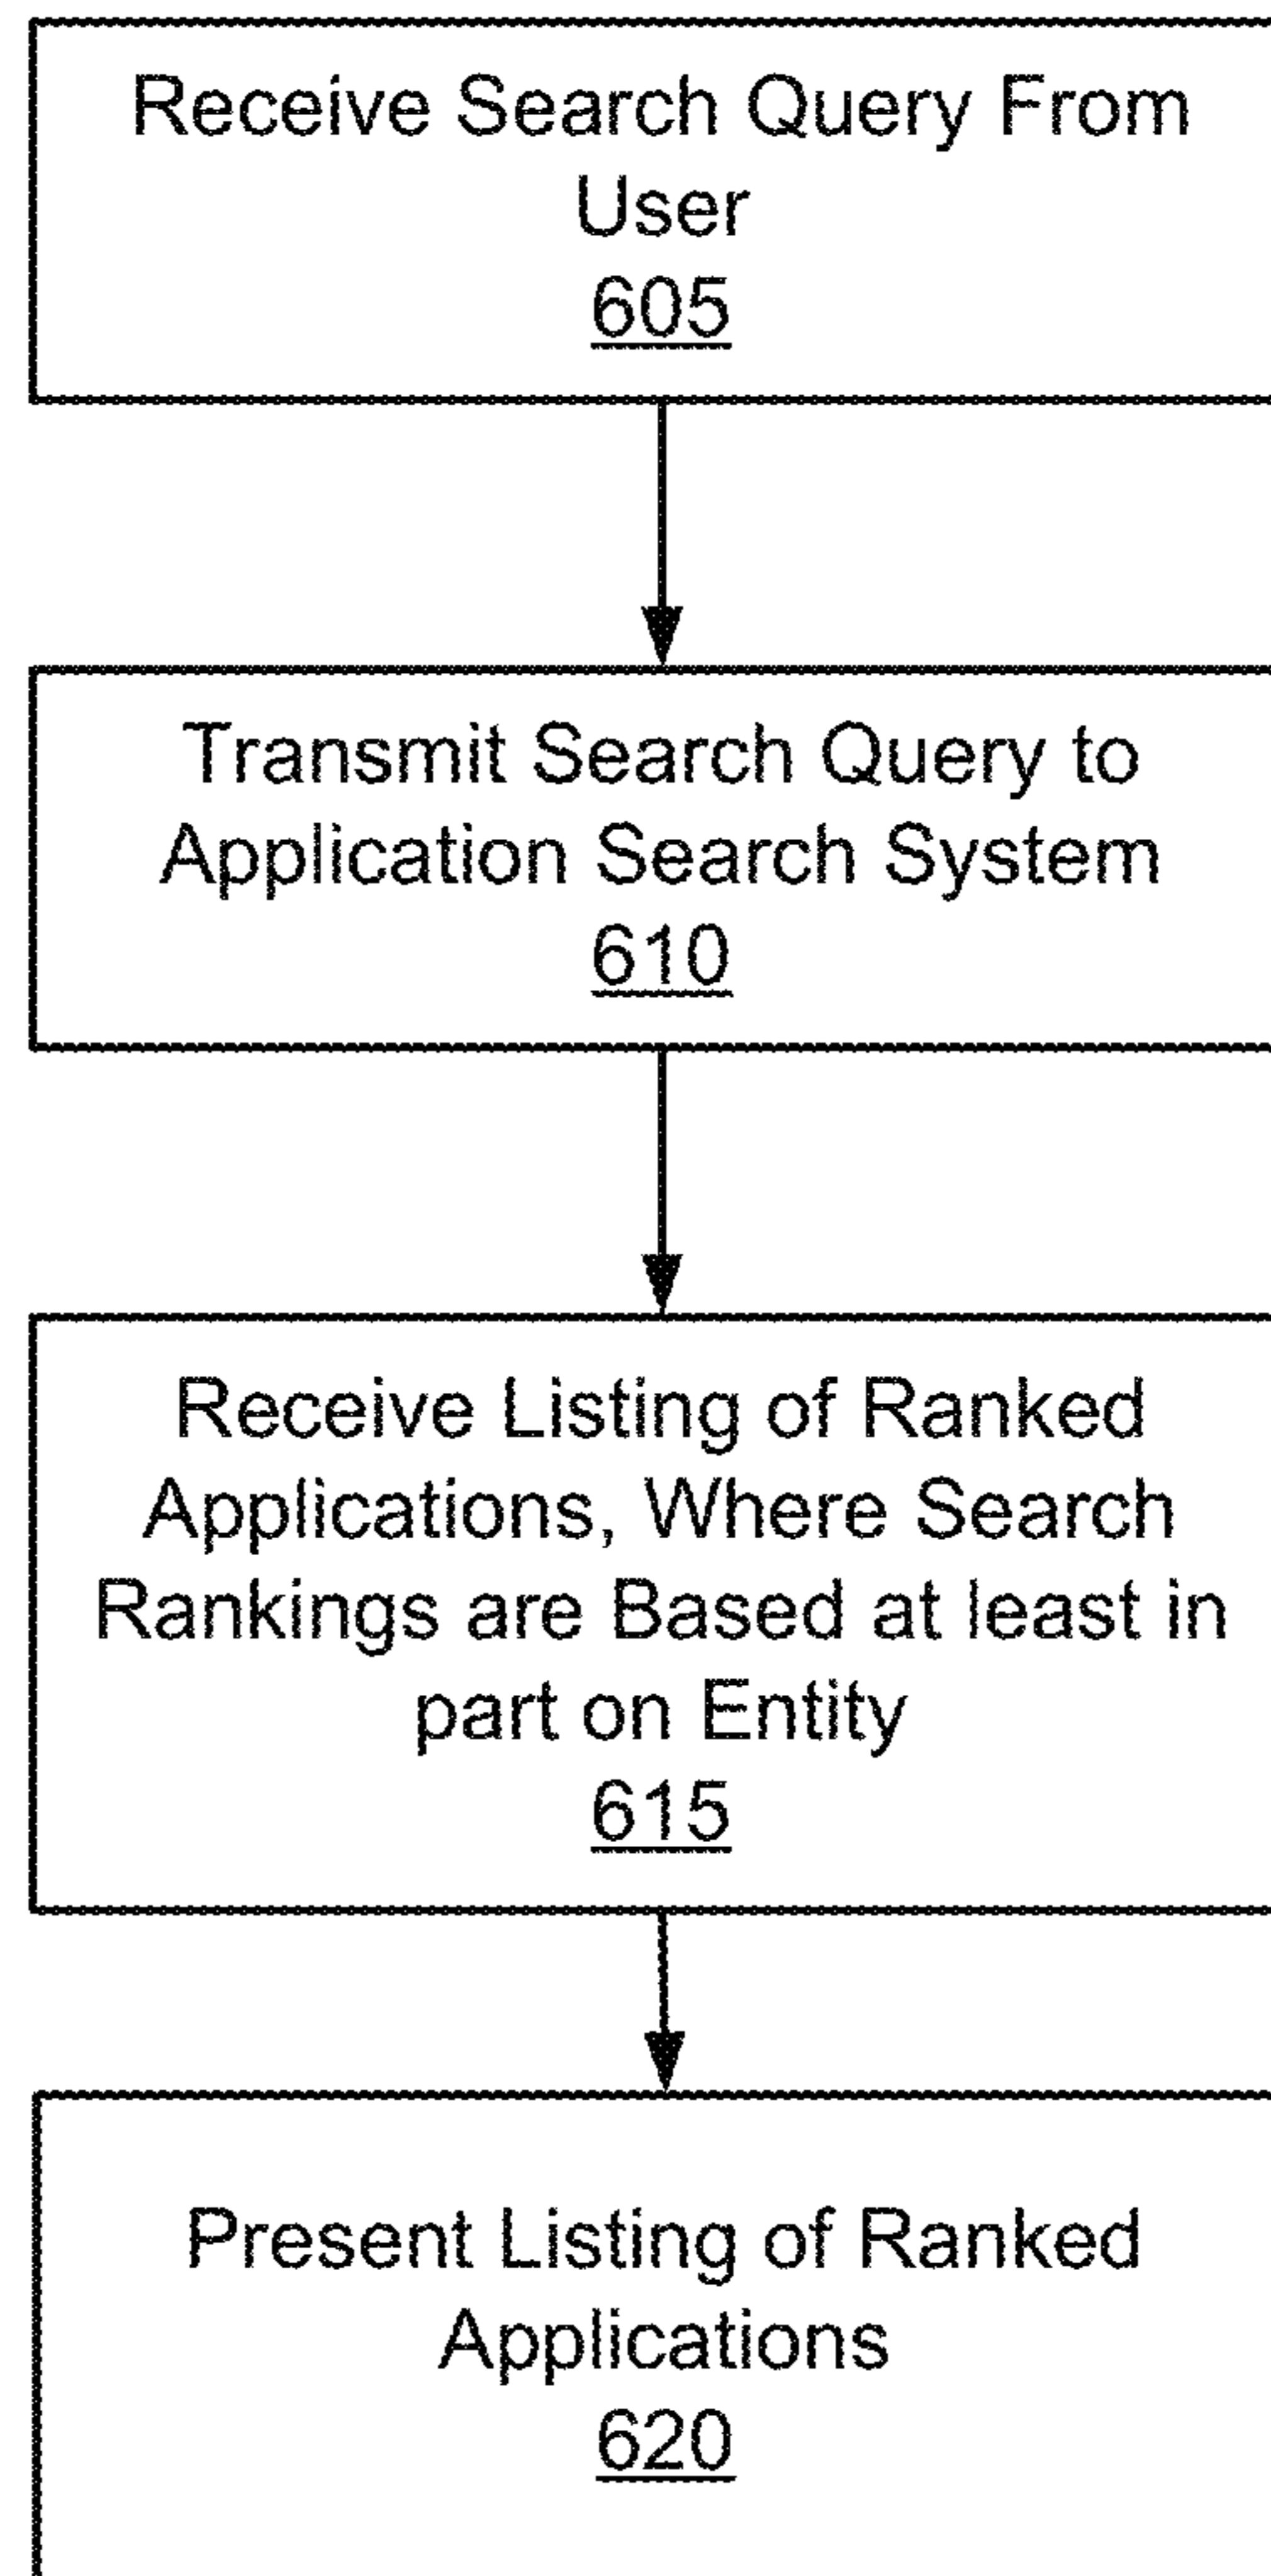 Receive Search Query From
User
605
Transmit Search Query to
Application Search System
610
Receive Listing of Ranked
Applications, Where Search
Rankings are Based at least in
part on Entity
615
Present Listing of Ranked
Applications
620